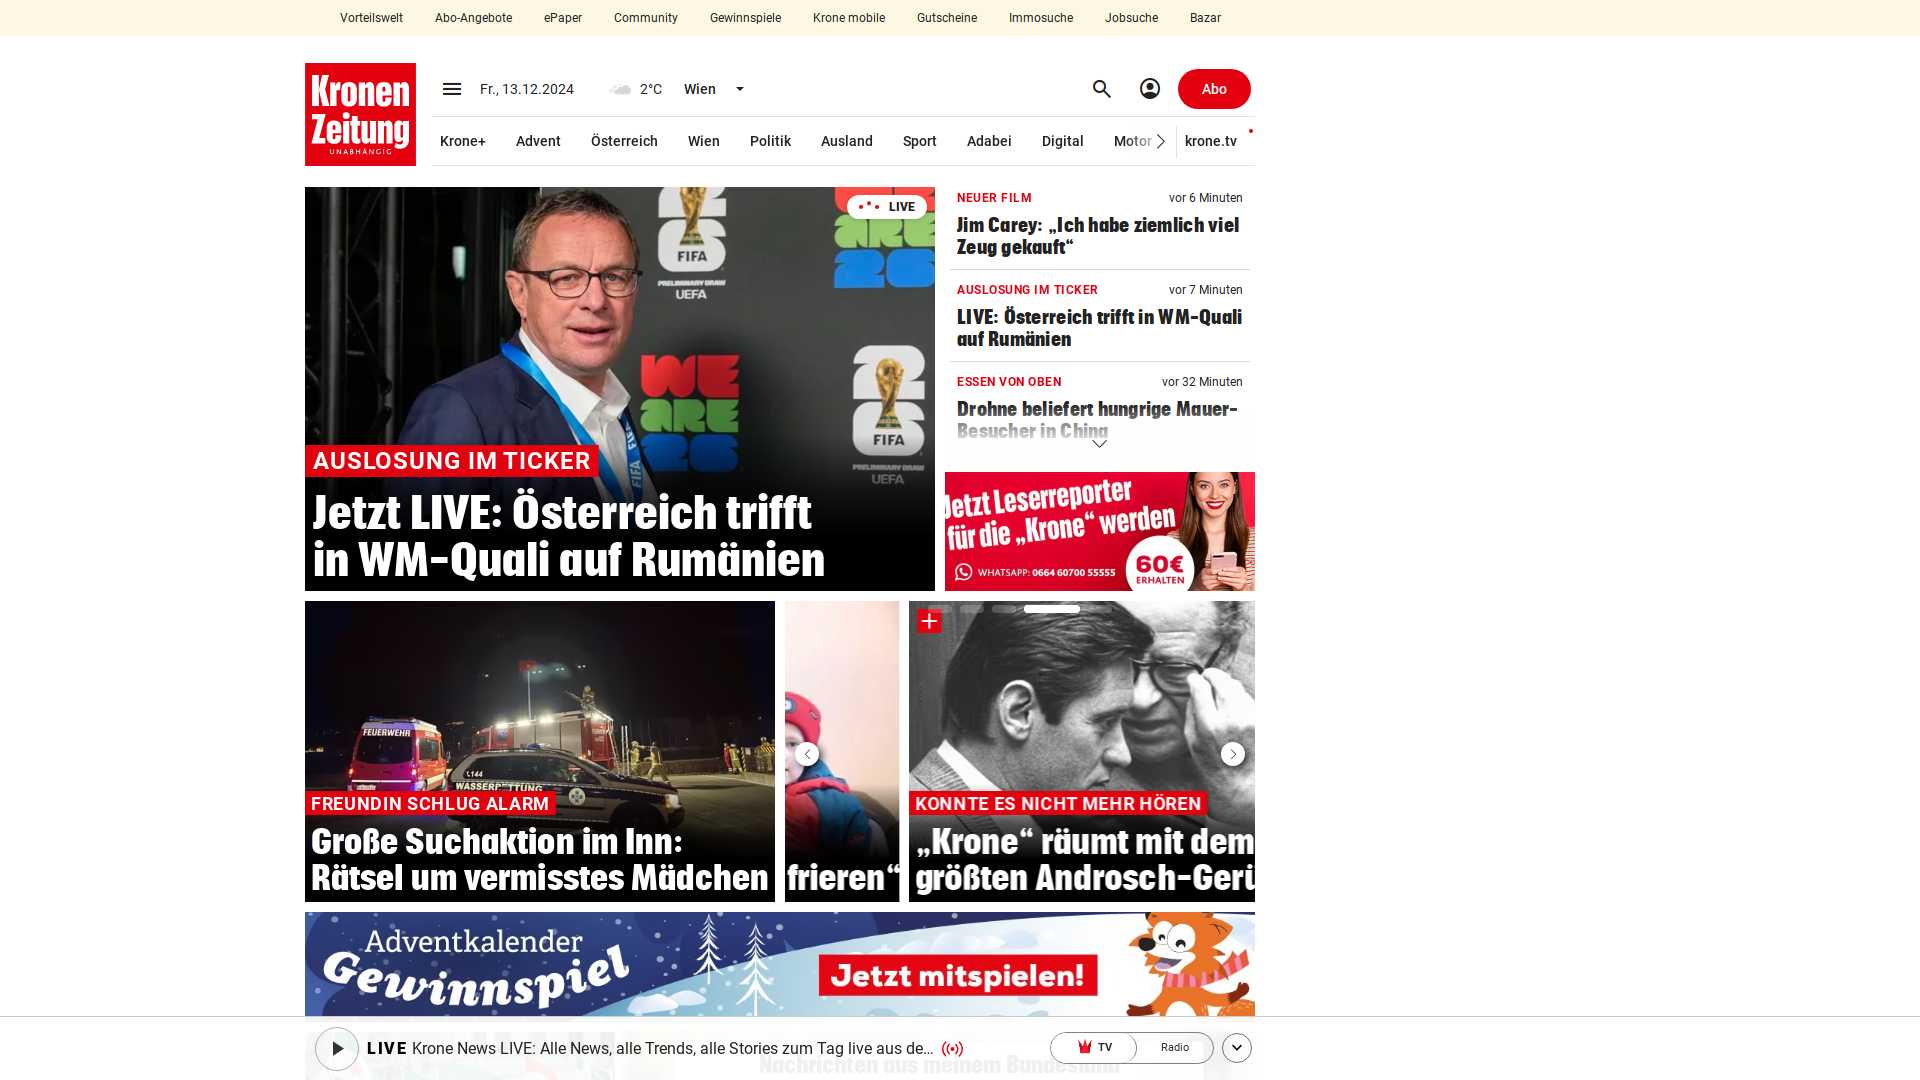 Vorteilswelt Abo-Angebote ePaper Community Gewinnspiele Krone mobile Gutscheine Immosuche Jobsuche Bazar
Kronen
Zeitung
UNABHÄNGIG
Fr., 13.12.2024 2°C Wien
Abo
Krone+ Advent Österreich Wien Politik Ausland Sport Adabei Digital Motor krone.tv
LIVE
FIFA
PRELIMINARY DRAW
UEFA
WE
ARE
26
FIFA
PRELIMINARY DRAW
UEFA
AUSLOSUNG IM TICKER
Jetzt LIVE: Österreich trifft
in WM-Quali auf Rumänien
NEUER FILM vor 6 Minuten
Jim Carey: „Ich habe ziemlich viel
Zeug gekauft“
AUSLOSUNG IM TICKER vor 7 Minuten
LIVE: Österreich trifft in WM-Quali
auf Rumänien
ESSEN VON OBEN vor 32 Minuten
Drohne beliefert hungrige Mauer-
Besucher in China
Jetzt Leserreporter
für die „Krone“ werden
WHATSAPP: 0664 60700 55555
60€
ERHALTEN
FEUERWEHR
144
WASSERRETTUNG
FREUNDIN SCHLUG ALARM
Große Suchaktion im Inn:
Rätsel um vermisstes Mädchen
frieren“
KONNTE ES NICHT MEHR HÖREN
„Krone“ räumt mit dem
größten Androsch-Gerü
Adventkalender
Gewinnspiel
Jetzt mitspielen!
LIVE Krone News LIVE: Alle News, alle Trends, alle Stories zum Tag live aus de...
TV Radio
Nachrichten aus meinem Bundesland